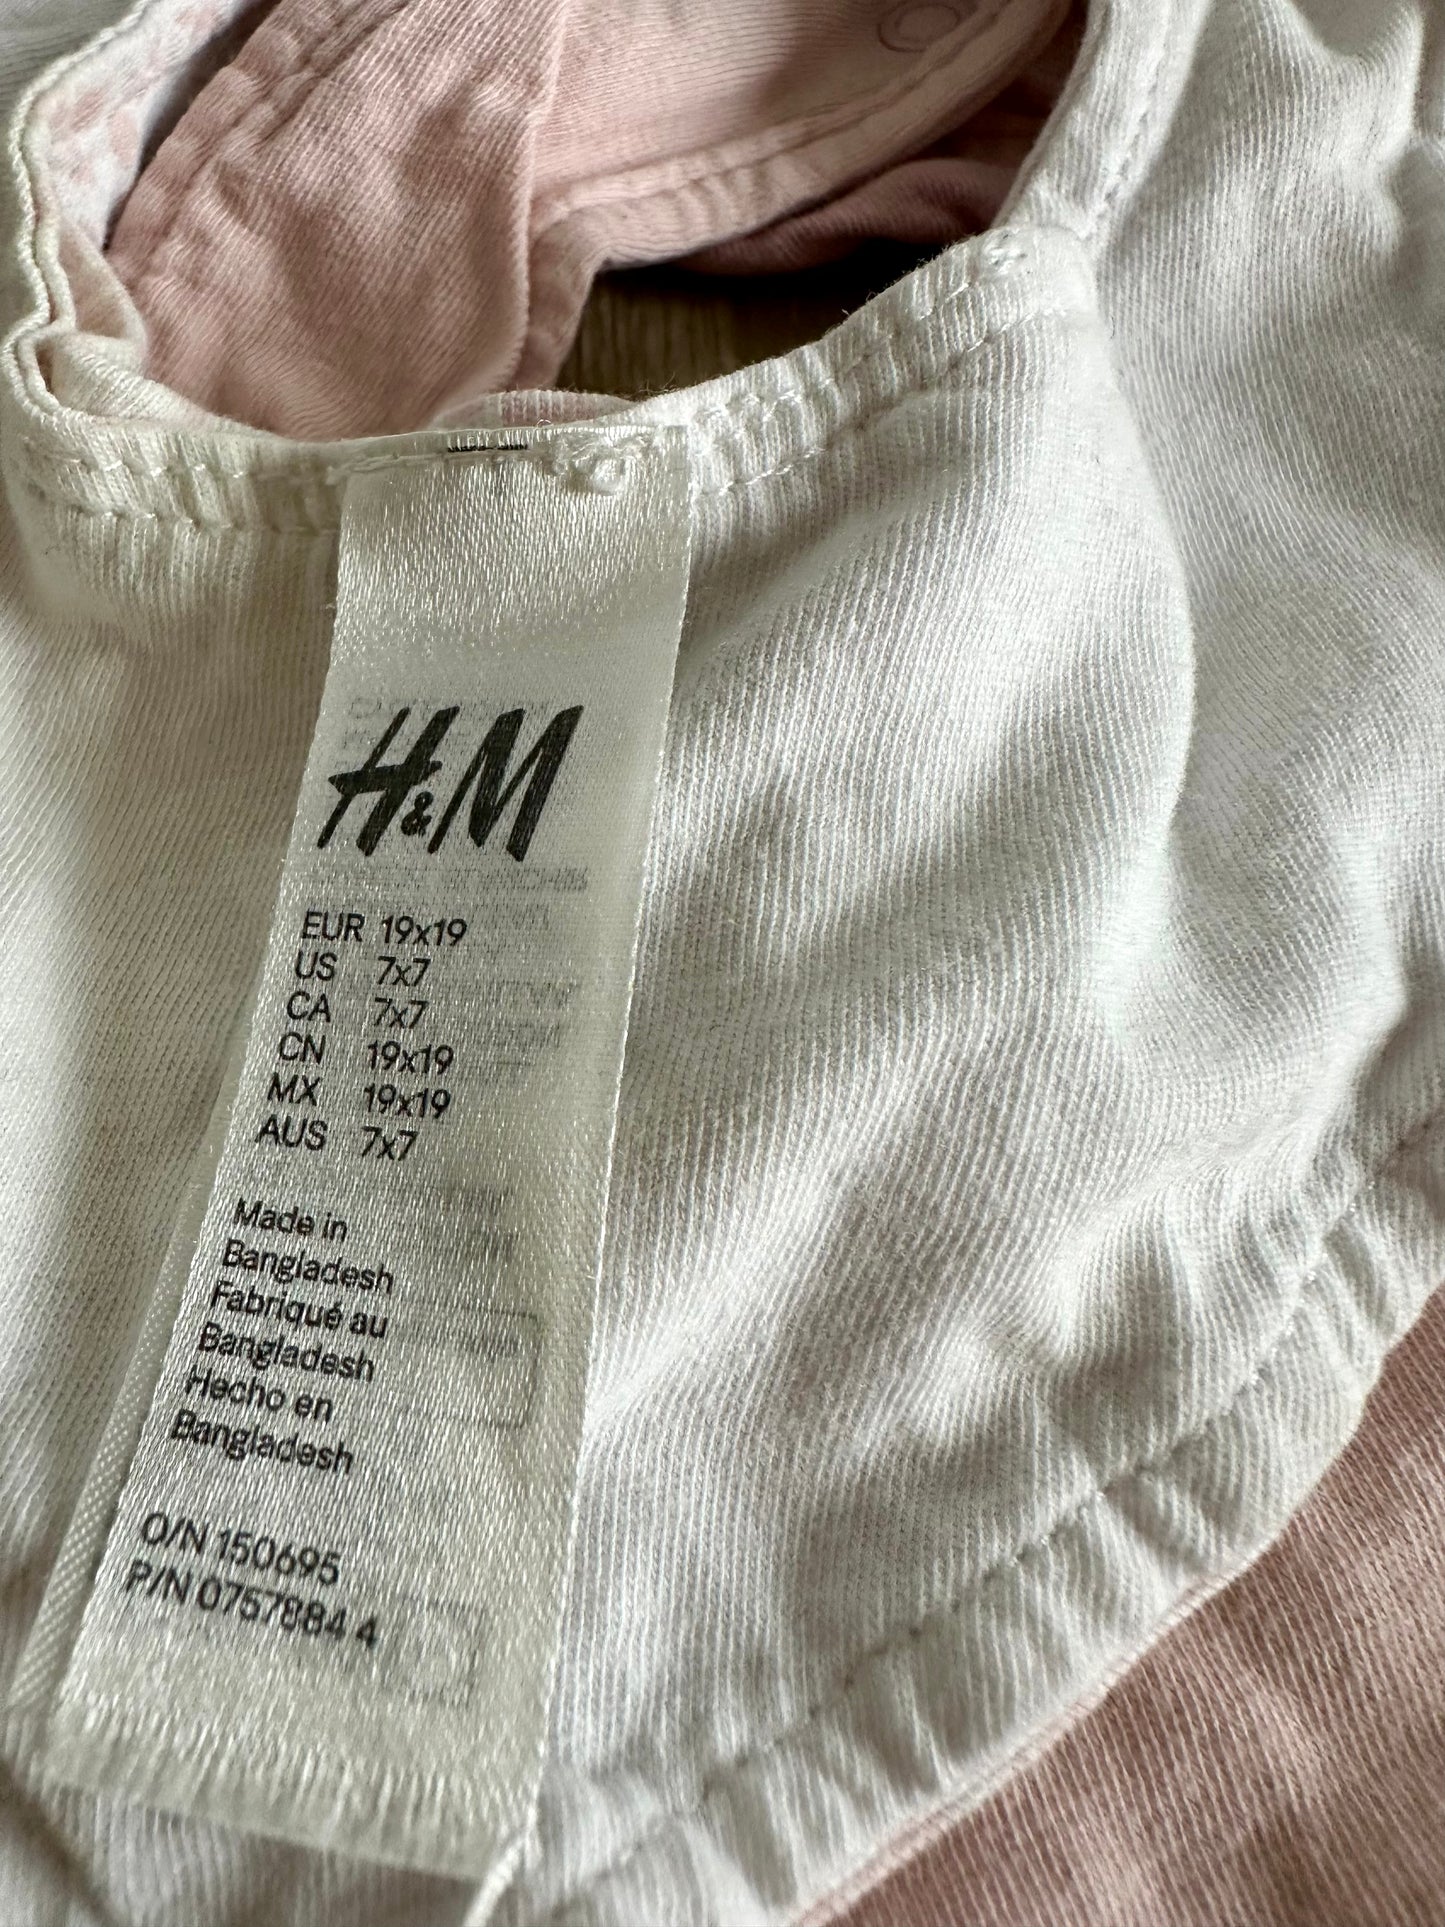 H&M
EUR 19x19
US 7x7
CA 7x7
CN 19x19
MX 19x19
AUS 7x7
Made in
Bangladesh
Fabriqué au
Bangladesh
Hecho en
Bangladesh
O/N 150695
P/N 0757884 4